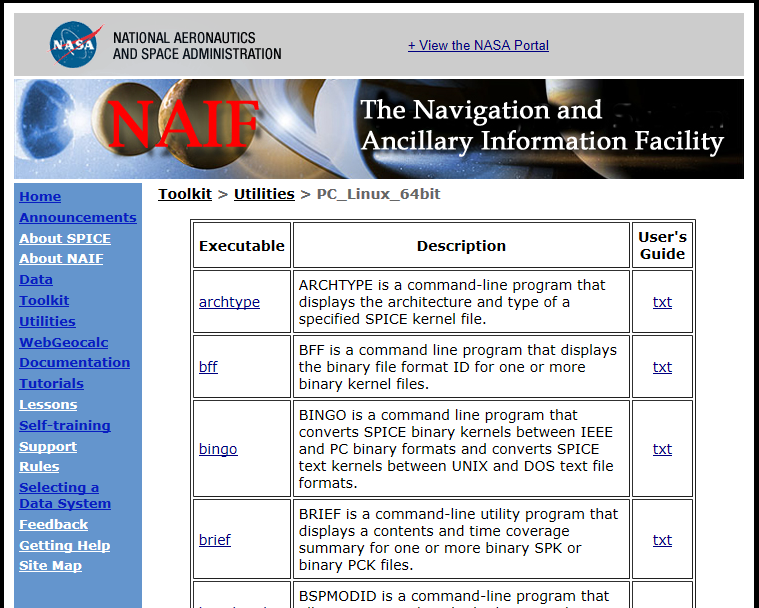 NASA
NATIONAL AERONAUTICS
AND SPACE ADMINISTRATION
+ View the NASA Portal
NAIF
The Navigation and
Ancillary Information Facility
Home
Announcements
About SPICE
About NAIF
Data
Toolkit
Utilities
WebGeocalc
Documentation
Tutorials
Lessons
Self-training
Support
Rules
Selecting a
Data System
Feedback
Getting Help
Site Map
Toolkit > Utilities > PC_Linux_64bit
Executable
Description
User's
Guide
archtype
ARCHTYPE is a command-line program that
displays the architecture and type of a
specified SPICE kernel file.
txt
bff
BFF is a command line program that displays
the binary file format ID for one or more
binary kernel files.
txt
bingo
BINGO is a command line program that
converts SPICE binary kernels between IEEE
and PC binary formats and converts SPICE
text kernels between UNIX and DOS text file
formats.
txt
brief
BRIEF is a command-line utility program that
displays a contents and time coverage
summary for one or more binary SPK or
binary PCK files.
txt
BSPMODID is a command-line program that